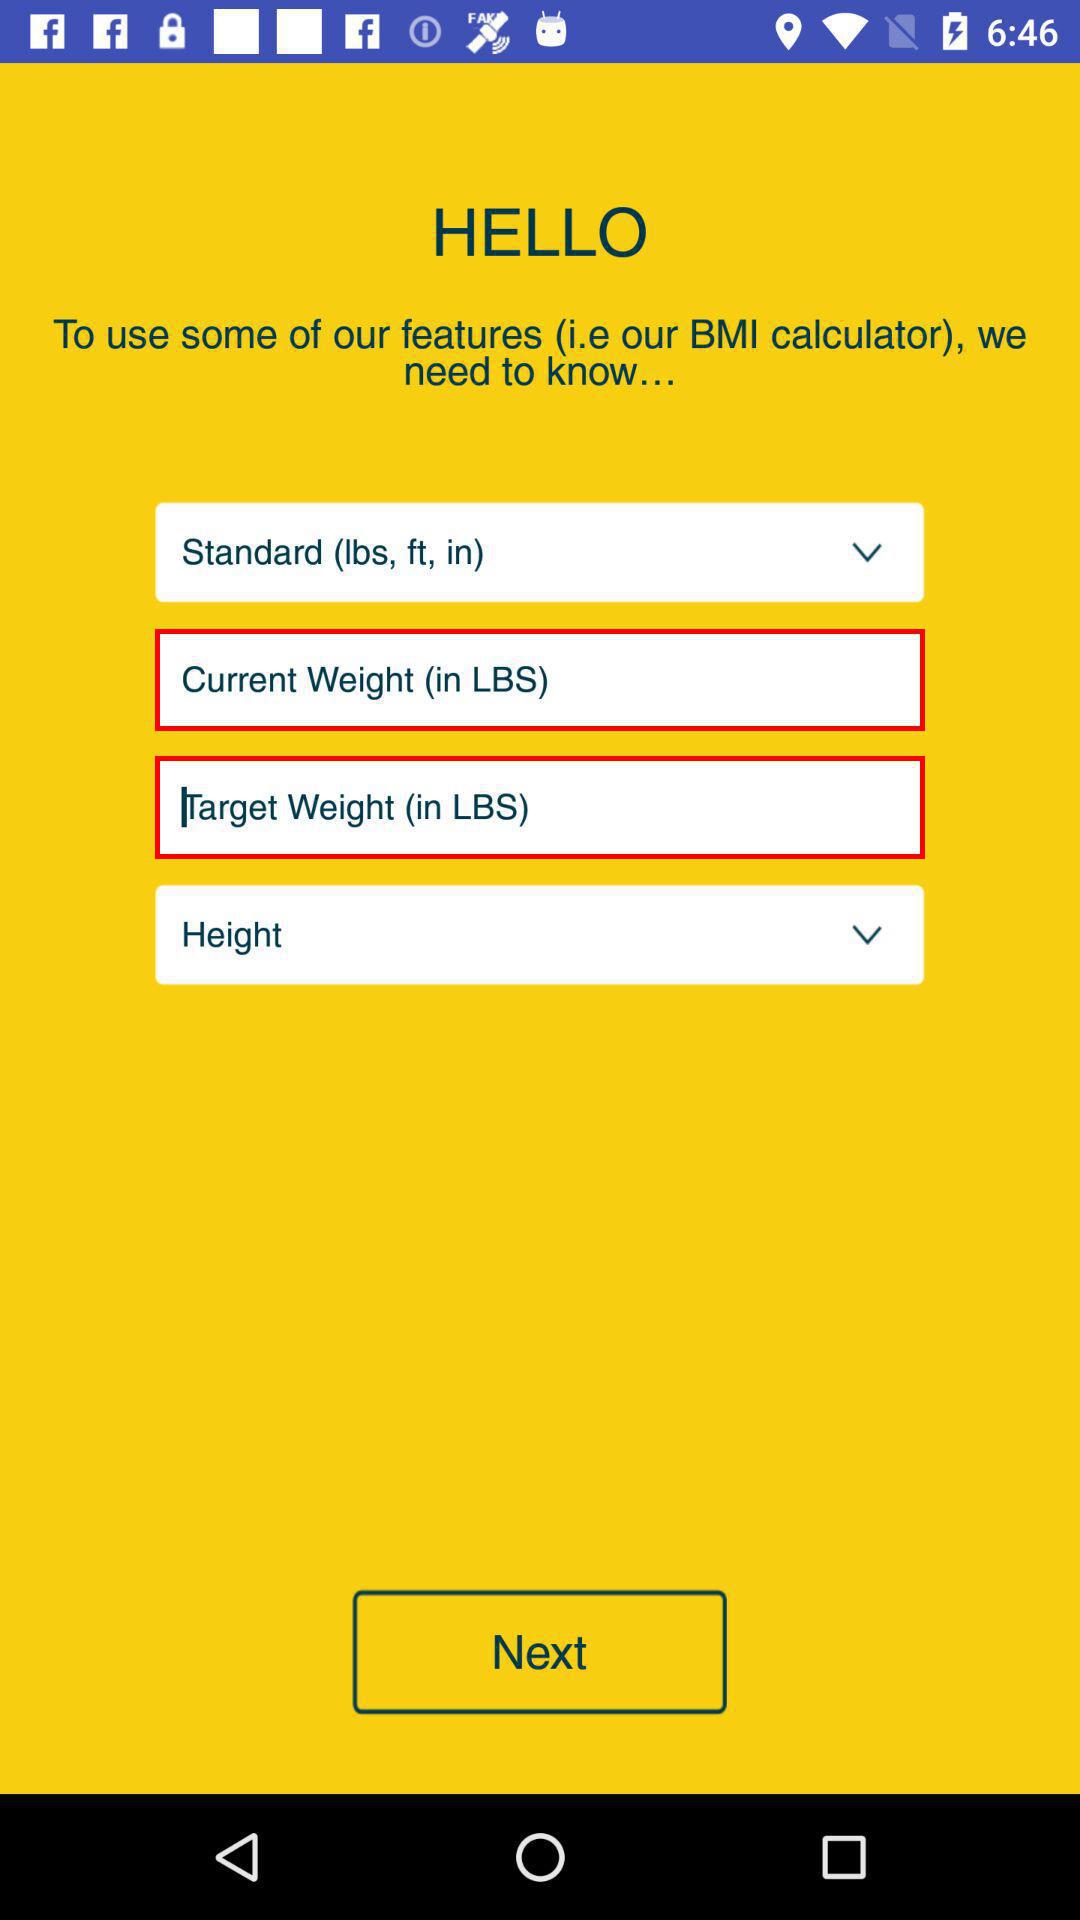 FAKE
6:46
HELLO
To use some of our features (i.e our BMI calculator), we
need to know…
Standard (lbs, ft, in)
Current Weight (in LBS)
Target Weight (in LBS)
Height
Next